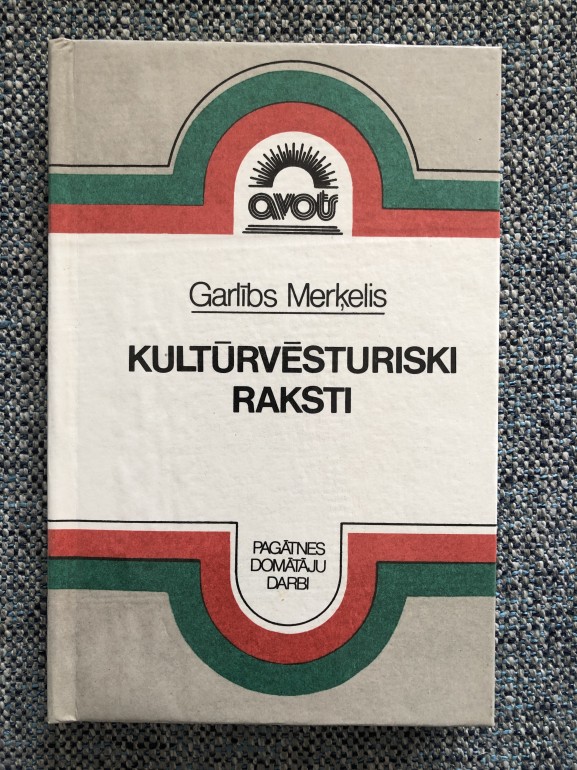 avots
Garlībs Merķelis
KULTŪRVĒSTURISKI
RAKSTI
PAGĀTNES
DOMĀTĀJU
DARBI